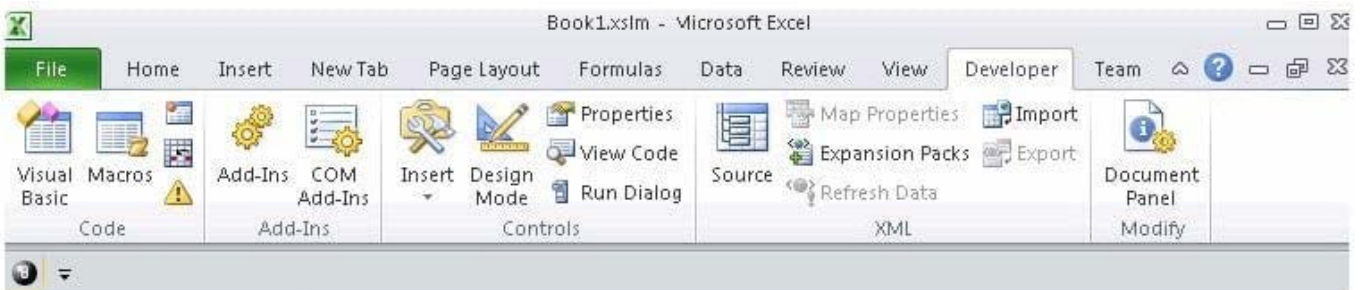 Book1.xslm - Microsoft Excel
File Home Insert New Tab Page Layout Formulas Data Review View Developer Team
Properties Map Properties Import
View Code Expansion Packs Export
Visual Basic Macros Add-Ins COM Add-Ins Insert Design Mode Run Dialog Source Refresh Data Document Panel
Code Add-Ins Controls XML Modify